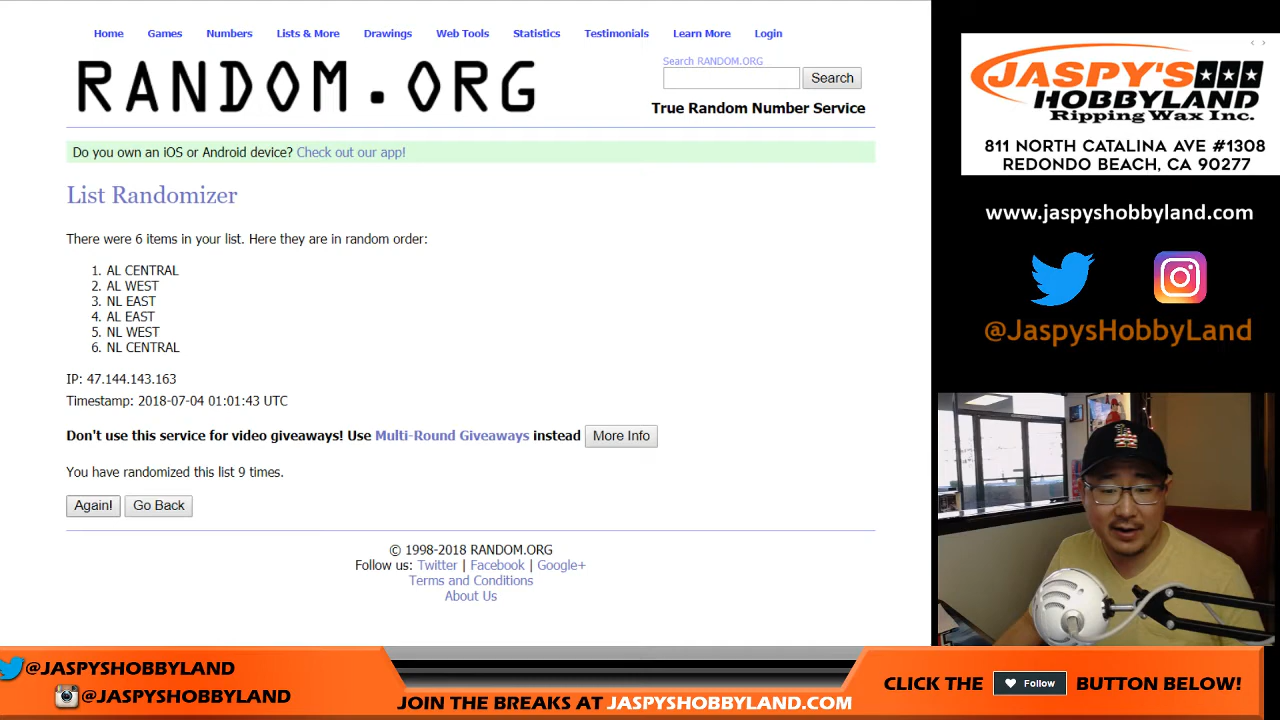 Home Games Numbers Lists & More Drawings Web Tools Statistics Testimonials Learn More Login
RANDOM.ORG
Search RANDOM.ORG
Search
True Random Number Service
Do you own an iOS or Android device? Check out our app!
List Randomizer
There were 6 items in your list. Here they are in random order:
1. AL CENTRAL
2. AL WEST
3. NL EAST
4. AL EAST
5. NL WEST
6. NL CENTRAL
IP: 47.144.143.163
Timestamp: 2018-07-04 01:01:43 UTC
Don't use this service for video giveaways! Use Multi-Round Giveaways instead More Info
You have randomized this list 9 times.
Again! Go Back
© 1998-2018 RANDOM.ORG
Follow us: Twitter | Facebook | Google+
Terms and Conditions
About Us
JASPY'S
HOBBYLAND
Ripping Wax Inc.
811 NORTH CATALINA AVE #1308
REDONDO BEACH, CA 90277
www.jaspyshobbyland.com
@JaspysHobbyLand
@JASPYSHOBBYLAND
@JASPYSHOBBYLAND
JOIN THE BREAKS AT JASPYSHOBBYLAND.COM
CLICK THE Follow BUTTON BELOW!